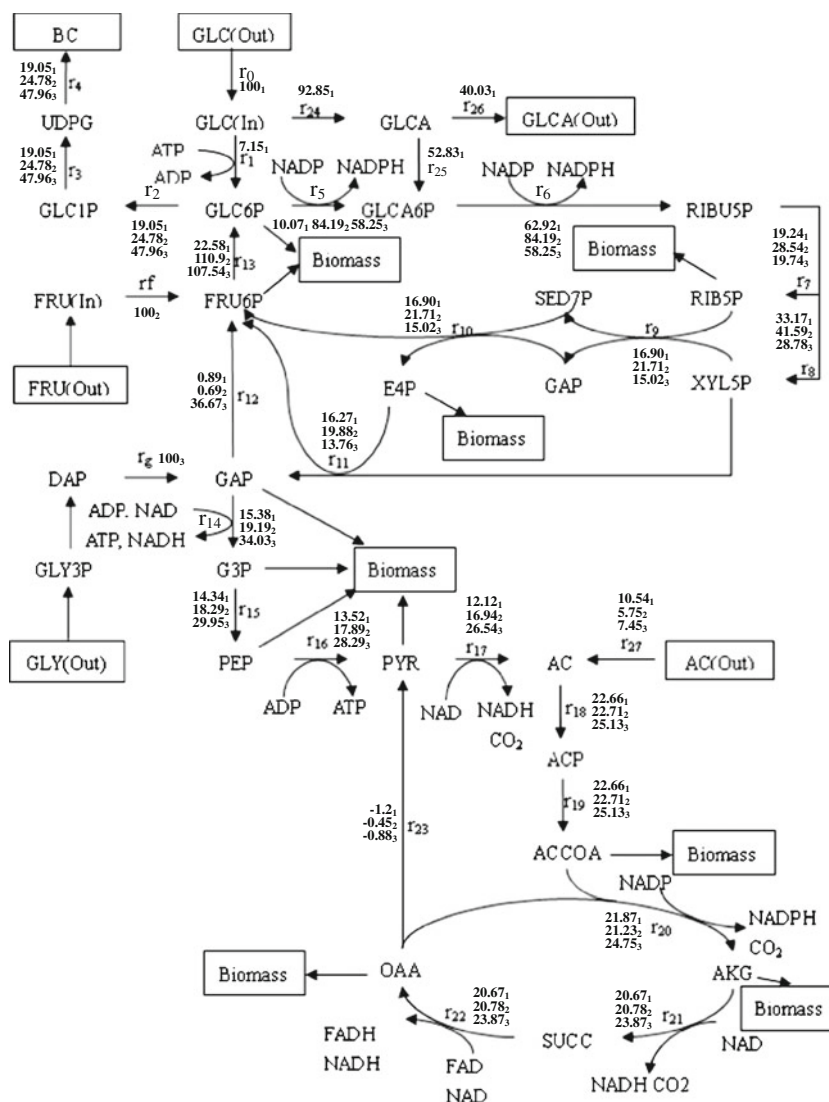 BC
GLC(Out)
19.05₁
24.78₂
47.96₃
r₄
r₀
100₁
92.85₁
40.03₁
UDPG
GLC(In)
r₂₄
GLCA
r₂₆
GLCA(Out)
19.05₁
24.78₂
47.96₃
r₃
ATP
ADP
7.15₁
r₁
NADP
NADPH
52.83₁
r₂₅
NADP
NADPH
r₂
r₅
r₆
GLC1P
GLC6P
GLCA6P
RIBU5P
19.05₁
24.78₂
47.96₃
22.58₁
110.9₂
107.54₃
r₁₃
10.07₁ 84.19₂ 58.25₃
Biomass
62.92₁
84.19₂
58.25₃
Biomass
19.24₁
28.54₂
19.74₃
r₇
FRU(In)
rf
100₂
FRU6P
16.90₁
21.71₂
15.02₃
r₁₀
SED7P
RIB5P
r₉
16.90₁
21.71₂
15.02₃
33.17₁
41.59₂
28.78₃
r₈
FRU(Out)
0.89₁
0.69₂
36.67₃
r₁₂
E4P
GAP
XYL5P
16.27₁
19.88₂
13.76₃
r₁₁
Biomass
DAP
r_g 100₃
GAP
ADP. NAD
ATP, NADH
r₁₄
15.38₁
19.19₂
34.03₃
GLY3P
G3P
Biomass
14.34₁
18.29₂
29.95₃
r₁₅
13.52₁
17.89₂
28.29₃
r₁₆
12.12₁
16.94₂
26.54₃
r₁₇
10.54₁
5.75₂
7.45₃
r₂₇
GLY(Out)
PEP
PYR
AC
AC(Out)
ADP
ATP
NAD
NADH
CO₂
r₁₈
22.66₁
22.71₂
25.13₃
ACP
r₁₉
22.66₁
22.71₂
25.13₃
-1.2₁
-0.45₂
-0.88₃
r₂₃
ACCOA
Biomass
NADP
NADPH
CO₂
21.87₁
21.23₂
24.75₃
r₂₀
Biomass
OAA
AKG
Biomass
20.67₁
20.78₂
23.87₃
r₂₂
20.67₁
20.78₂
23.87₃
r₂₁
FADH
NADH
SUCC
NAD
FAD
NAD
NADH CO2